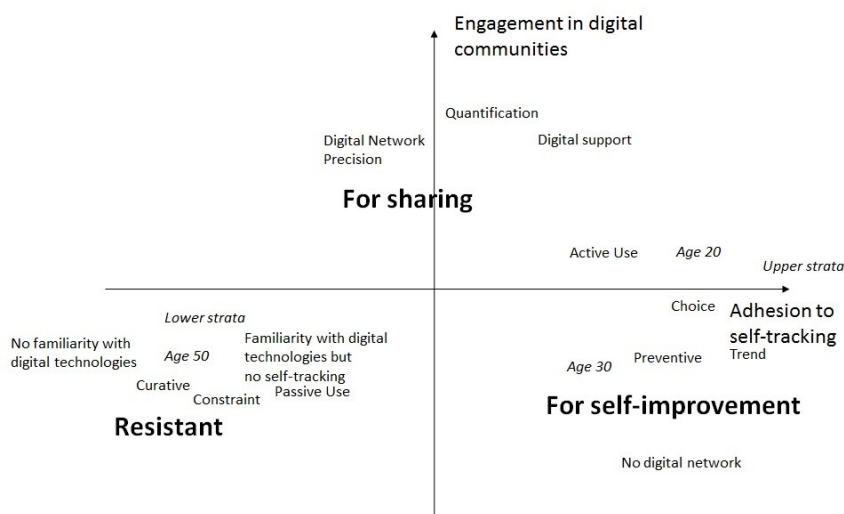 Engagement in digital
communities
Quantification
Digital Network
Precision
Digital support
For sharing
Active Use
Age 20
Upper strata
Choice
Adhesion to
self-tracking
Lower strata
No familiarity with
digital technologies
Age 50
Familiarity with digital
technologies but
no self-tracking
Trend
Preventive
Age 30
Curative
Constraint
Passive Use
For self-improvement
Resistant
No digital network